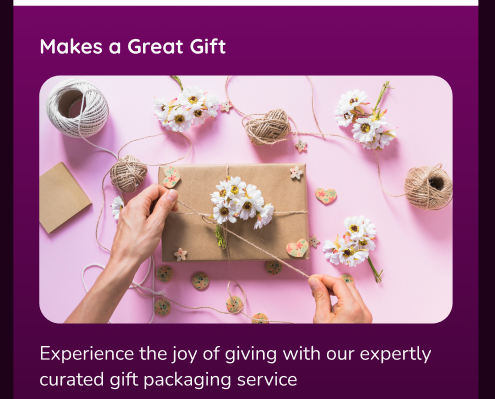 Makes a Great Gift
Experience the joy of giving with our expertly
curated gift packaging service